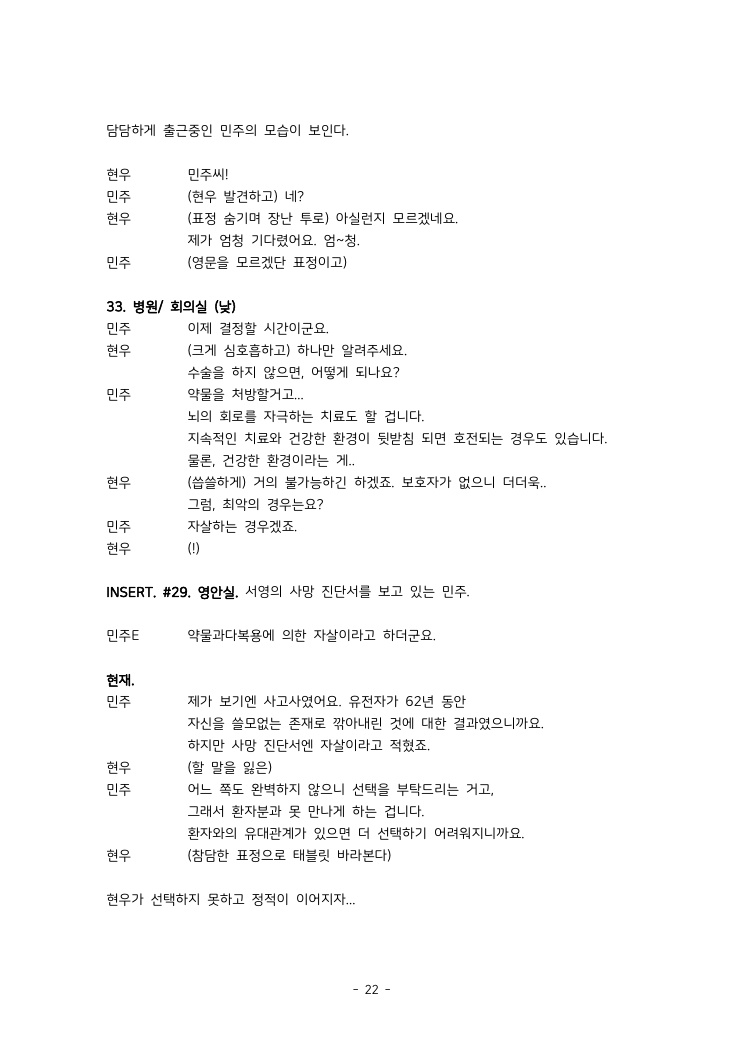 담담하게 출근중인 민주의 모습이 보인다.
현우 민주씨!
민주 (현우 발견하고) 네?
현우 (표정 숨기며 장난 투로) 아실런지 모르겠네요.
제가 엄청 기다렸어요. 엄~청.
민주 (영문을 모르겠단 표정이고)
33. 병원/ 회의실 (낮)
민주 이제 결정할 시간이군요.
현우 (크게 심호흡하고) 하나만 알려주세요.
수술을 하지 않으면, 어떻게 되나요?
민주 약물을 처방할거고...
뇌의 회로를 자극하는 치료도 할 겁니다.
지속적인 치료와 건강한 환경이 뒷받침 되면 호전되는 경우도 있습니다.
물론, 건강한 환경이라는 게..
현우 (씁쓸하게) 거의 불가능하긴 하겠죠. 보호자가 없으니 더더욱..
그럼, 최악의 경우는요?
민주 자살하는 경우겠죠.
현우 (!)
INSERT. #29. 영안실. 서영의 사망 진단서를 보고 있는 민주.
민주E 약물과다복용에 의한 자살이라고 하더군요.
현재.
민주 제가 보기엔 사고사였어요. 유전자가 62년 동안
자신을 쓸모없는 존재로 깎아내린 것에 대한 결과였으니까요.
하지만 사망 진단서엔 자살이라고 적혔죠.
현우 (할 말을 잃은)
민주 어느 쪽도 완벽하지 않으니 선택을 부탁드리는 거고,
그래서 환자분과 못 만나게 하는 겁니다.
환자와의 유대관계가 있으면 더 선택하기 어려워지니까요.
현우 (참담한 표정으로 태블릿 바라본다)
현우가 선택하지 못하고 정적이 이어지자...
- 22 -